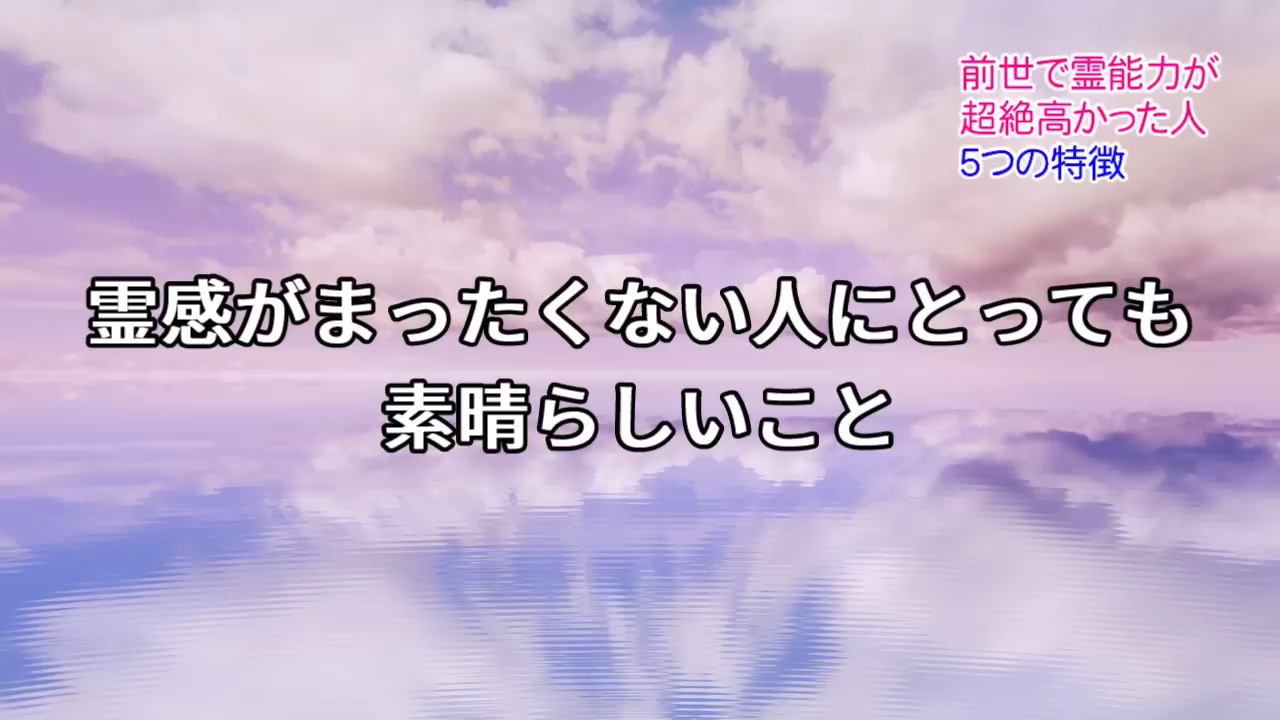 前世で霊能力が
超絶高かった人
5つの特徴
霊感がまったくない人にとっても
素晴らしいこと